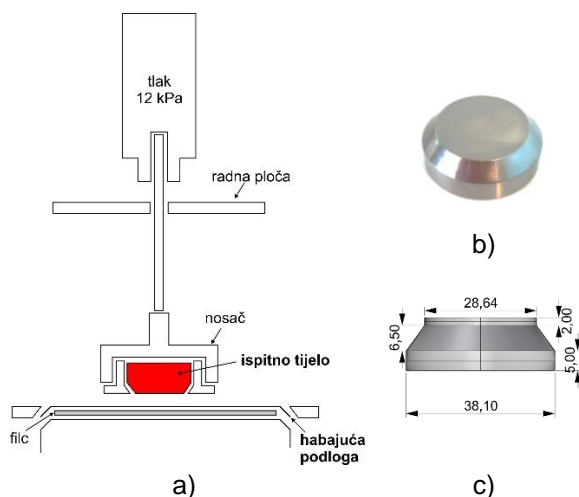 tlak
12 kPa
radna ploča
nosač
ispitno tijelo
filc
habajuća
podloga
a)
b)
28,64
2,00
6,50
5,00
38,10
c)